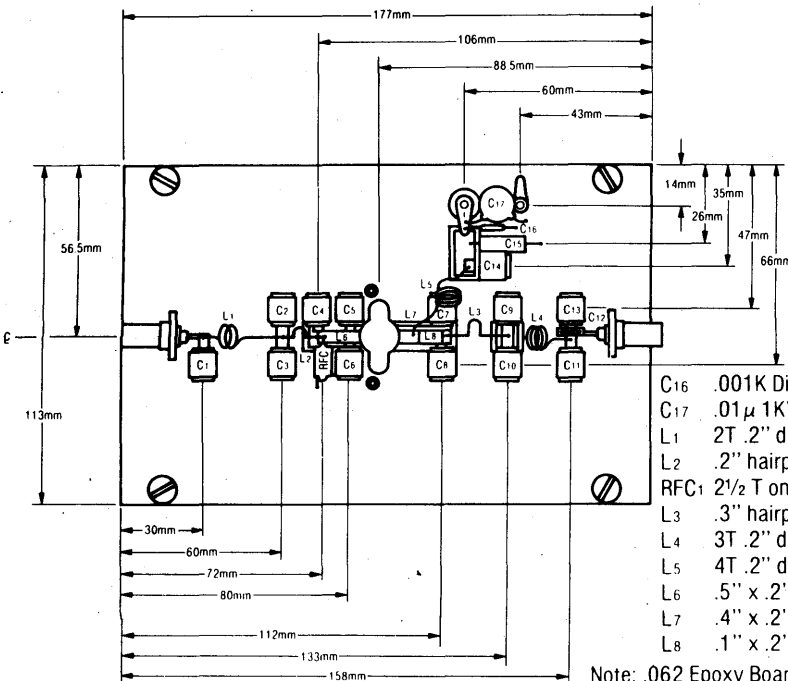 177mm
106mm
88 5mm
60mm
43mm
14mm
35mm
26mm
47mm
66mm
56.5mm
113mm
C17
C16
C15
C14
L5
L1
C2
C4
C5
L7
C7
L3
C9
L4
C13
C12
L2
L6
L8
C1
C3
RFC
C6
C8
C10
C11
30mm
60mm
72mm
80mm
112mm
133mm
158mm
C16 .001K Di
C17 .01µ 1K
L1 2T .2" d
L2 .2" hairp
RFC1 2½ T on
L3 .3" hairp
L4 3T .2" d
L5 4T .2" d
L6 .5" x .2'
L7 .4" x .2'
L8 .1" x .2'
Note: .062 Epoxy Boar